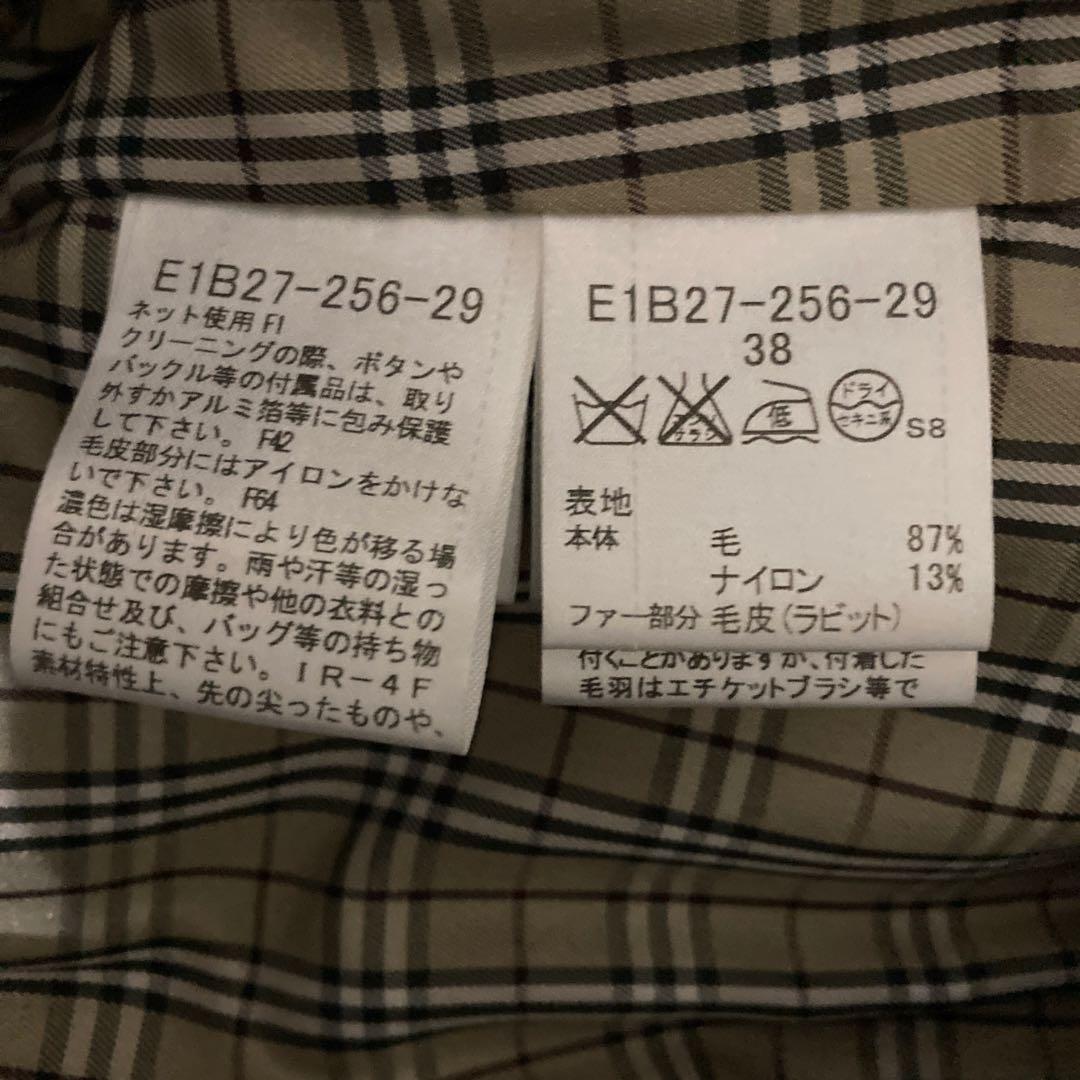 E1B27-256-29
ネット使用 F1
クリーニングの際、ボタンや
バックル等の付属品は、取り
外すかアルミ箔等に包み保護
して下さい。 F42
毛皮部分にはアイロンをかけな
いで下さい。 F64
濃色は湿摩擦により色が移る場
合があります。雨や汗等の湿っ
た状態での摩擦や他の衣料との
組合せ及び、バッグ等の持ち物
にもご注意下さい。IR-4F
素材特性上、先の尖ったものや、
E1B27-256-29
38
エンソ
サラシ
低
ドライ
セキユ系
S8
表地
本体 毛 87%
ナイロン 13%
ファー部分 毛皮(ラビット)
付くことがありますが、付着した
毛羽はエチケットブラシ等で